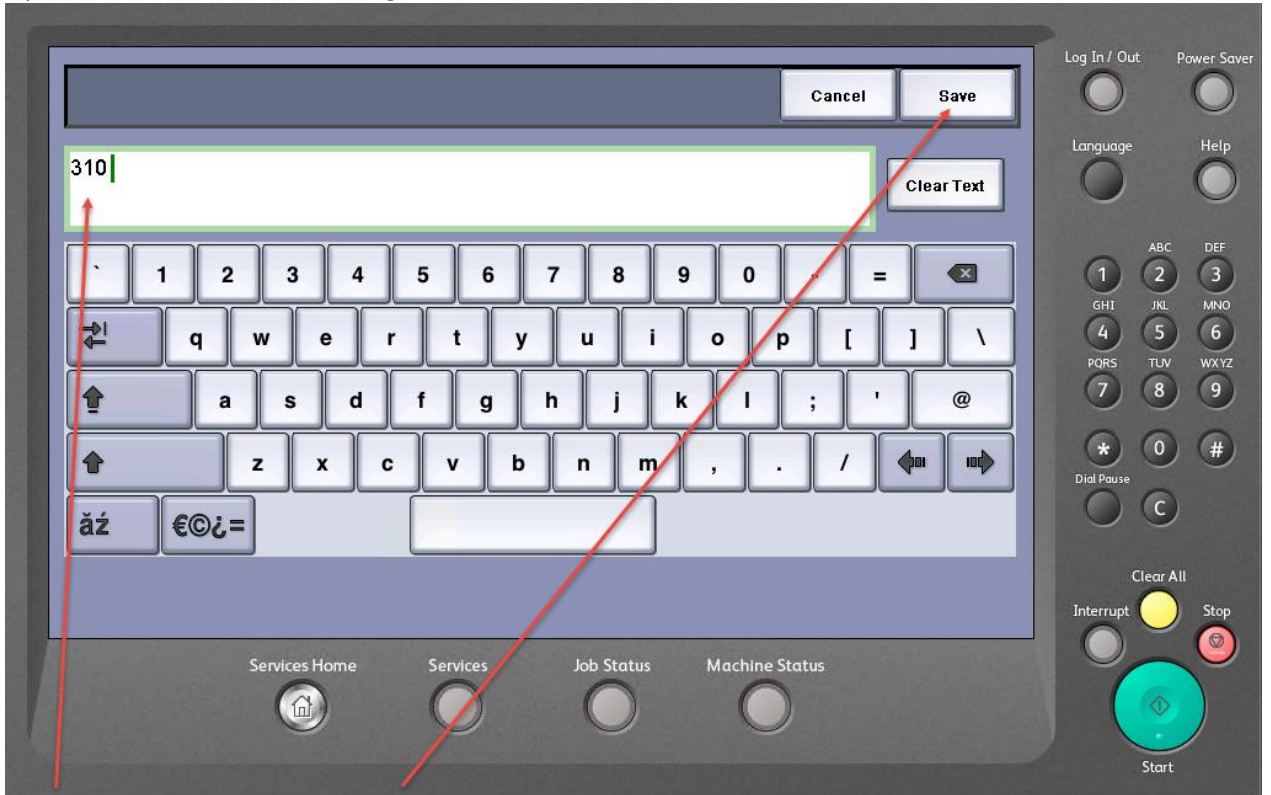 Log In / Out Power Saver
Cancel Save
Language Help
310
Clear Text
ABC DEF
` 1 2 3 4 5 6 7 8 9 0 - =
1 2 3
GHI JKL MNO
q w e r t y u i o p [ ] \
4 5 6
PQRS TUV WXYZ
a s d f g h j k l ; ' @
7 8 9
z x c v b n m , . /
* 0 #
Dial Pause
ăź €©¿=
C
Clear All
Interrupt Stop
Services Home Services Job Status Machine Status
Start